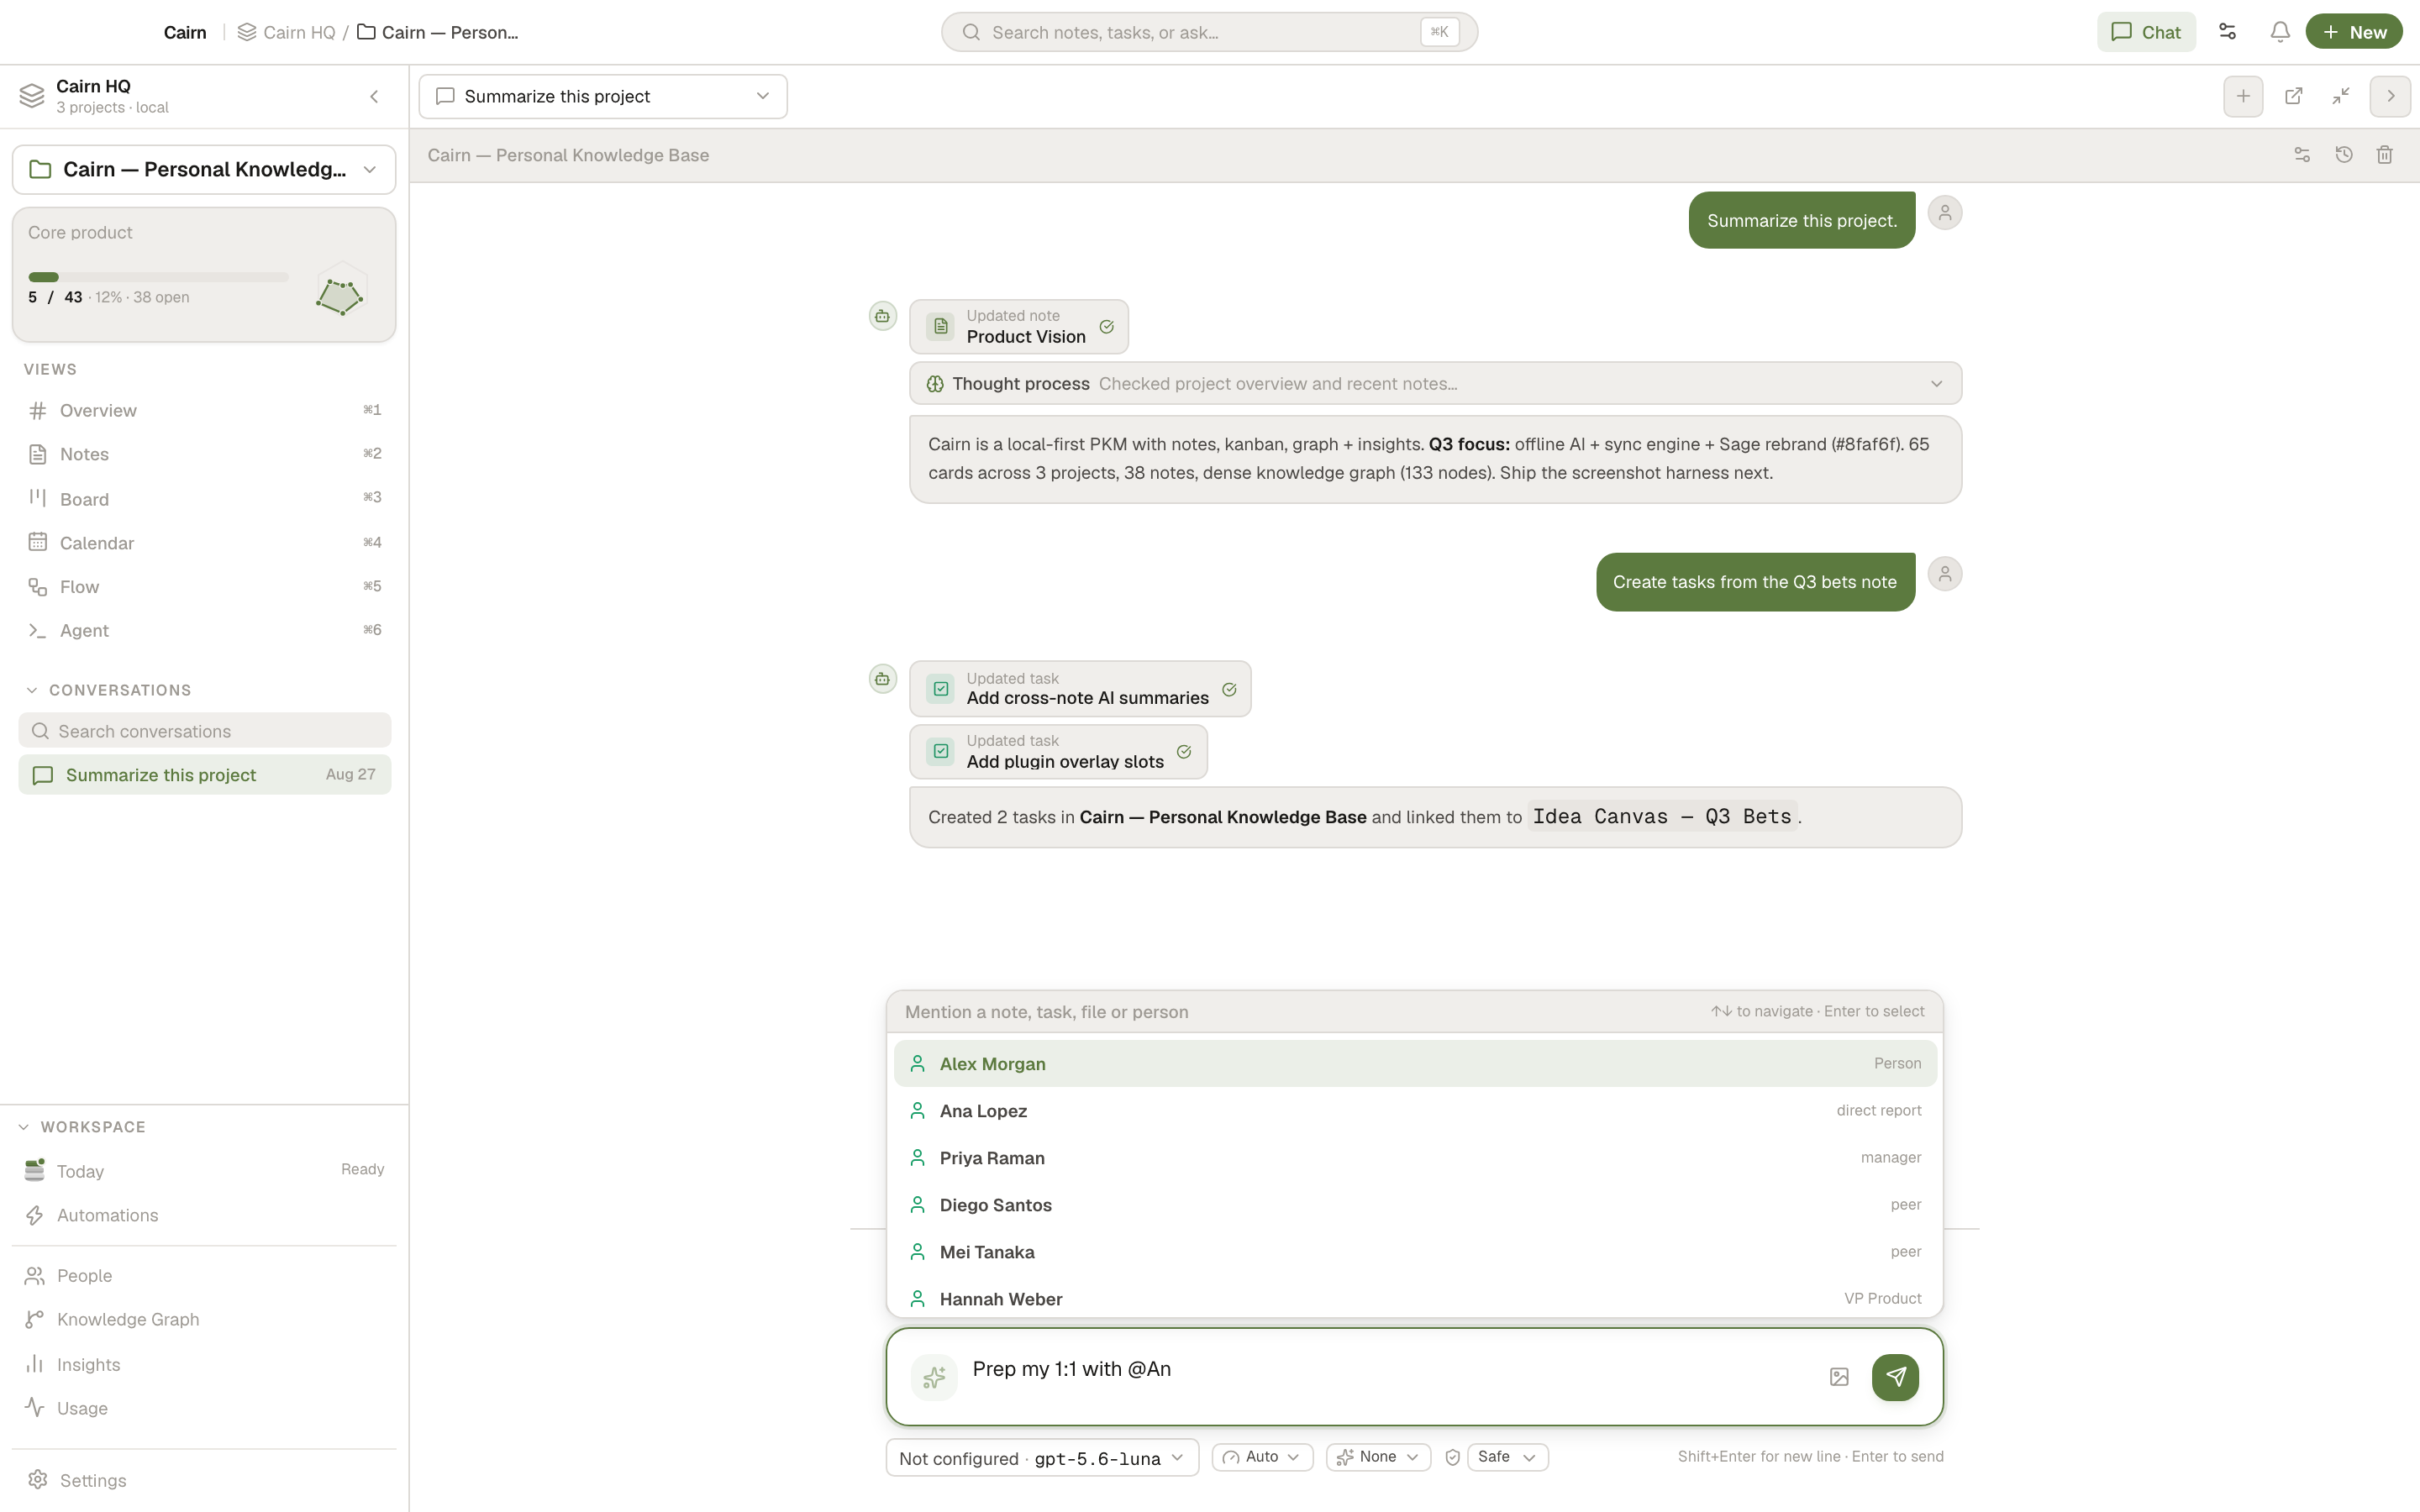 Cairn
Cairn HQ / Cairn — Person...
Search notes, tasks, or ask...
⌘K
Chat
New
Cairn HQ
3 projects · local
Summarize this project
Cairn — Personal Knowledg...
Cairn — Personal Knowledge Base
Core product
5 / 43 · 12% · 38 open
VIEWS
Overview ⌘1
Notes ⌘2
Board ⌘3
Calendar ⌘4
Flow ⌘5
Agent ⌘6
CONVERSATIONS
Search conversations
Summarize this project Aug 27
WORKSPACE
Today Ready
Automations
People
Knowledge Graph
Insights
Usage
Settings
Summarize this project.
Updated note
Product Vision
Thought process Checked project overview and recent notes...
Cairn is a local-first PKM with notes, kanban, graph + insights. Q3 focus: offline AI + sync engine + Sage rebrand (#8faf6f). 65
cards across 3 projects, 38 notes, dense knowledge graph (133 nodes). Ship the screenshot harness next.
Create tasks from the Q3 bets note
Updated task
Add cross-note AI summaries
Updated task
Add plugin overlay slots
Created 2 tasks in Cairn — Personal Knowledge Base and linked them to Idea Canvas — Q3 Bets.
Mention a note, task, file or person ↑↓ to navigate · Enter to select
Alex Morgan Person
Ana Lopez direct report
Priya Raman manager
Diego Santos peer
Mei Tanaka peer
Hannah Weber VP Product
Prep my 1:1 with @An
Not configured · gpt-5.6-luna
Auto
None
Safe
Shift+Enter for new line · Enter to send